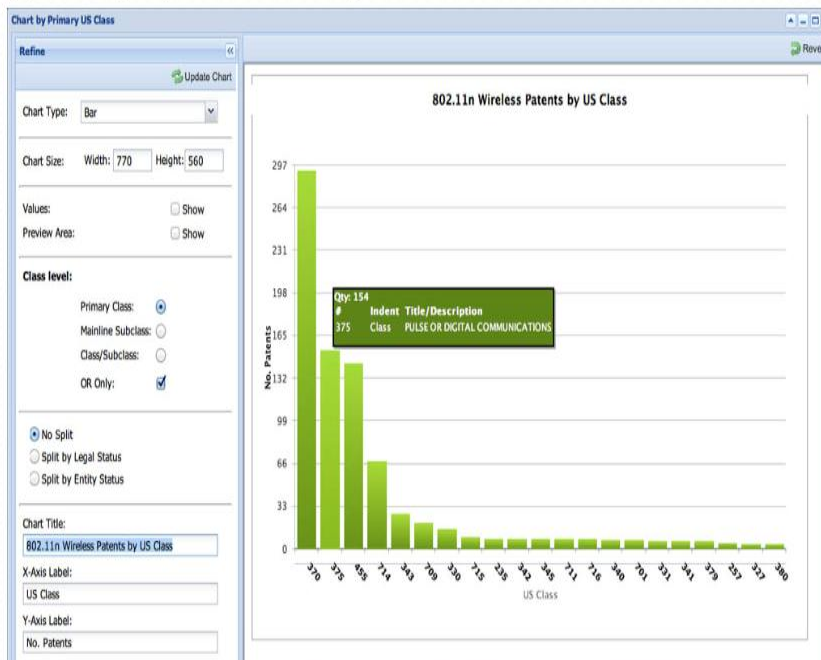 Chart by Primary US Class
Refine
Reve
Update Chart
Chart Type: Bar
Chart Size: Width: 770 Height: 560
Values: Show
Preview Area: Show
Class level:
Primary Class:
Mainline Subclass:
Class/Subclass:
OR Only:
No Split
Split by Legal Status
Split by Entity Status
Chart Title:
802.11n Wireless Patents by US Class
X-Axis Label:
US Class
Y-Axis Label:
No. Patents
802.11n Wireless Patents by US Class
297
264
231
198
165
132
99
66
33
0
No. Patents
Qty: 154
# Indent Title/Description
375 Class PULSE OR DIGITAL COMMUNICATIONS
370 375 455 714 343 709 330 715 235 342 345 711 716 340 701 331 341 379 257 327 380
US Class